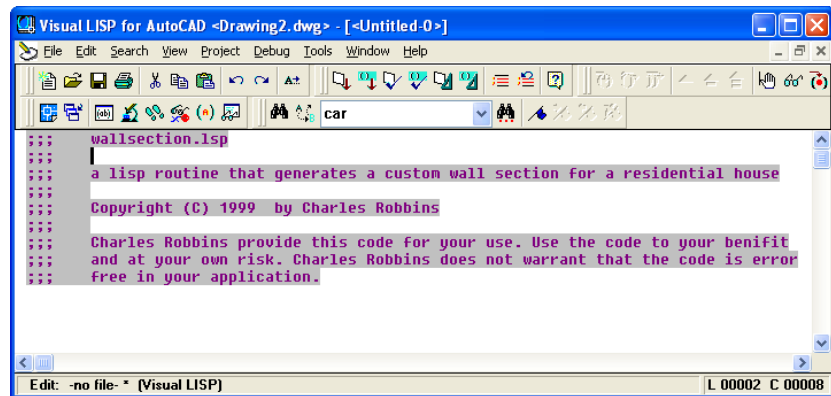 Visual LISP for AutoCAD <Drawing2.dwg> - [<Untitled-0>]
File Edit Search View Project Debug Tools Window Help
car
;;; wallsection.lsp
;;;
;;; a lisp routine that generates a custom wall section for a residential house
;;;
;;; Copyright (C) 1999  by Charles Robbins
;;;
;;; Charles Robbins provide this code for your use. Use the code to your benifit
;;; and at your own risk. Charles Robbins does not warrant that the code is error
;;; free in your application.
Edit: -no file- * (Visual LISP) L 00002 C 00008